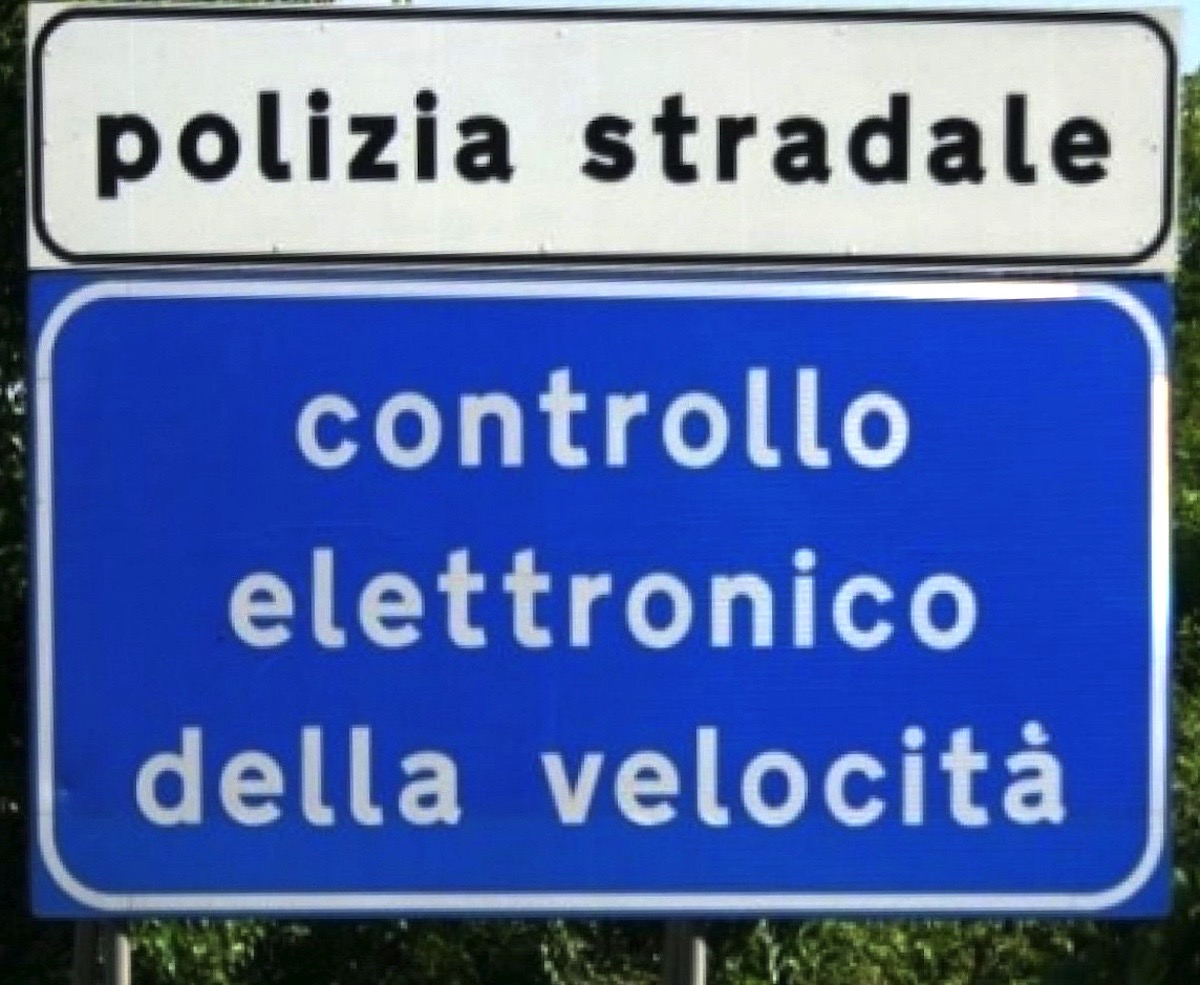 polizia stradale
controllo
elettronico
della velocità